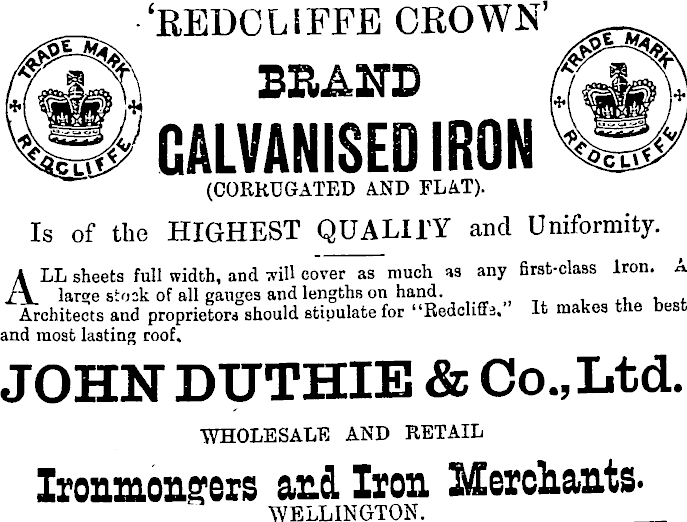 'REDCLIFFE CROWN'
TRADE MARK
REDCLIFFE
TRADE MARK
REDCLIFFE
BRAND
GALVANISED IRON
(CORRUGATED AND FLAT).
Is of the HIGHEST QUALITY and Uniformity.
ALL sheets full width, and will cover as much as any first-class Iron. A
large stock of all gauges and lengths on hand.
Architects and proprietors should stipulate for "Redcliffe." It makes the best
and most lasting roof.
JOHN DUTHIE & Co., Ltd.
WHOLESALE AND RETAIL
Ironmongers and Iron Merchants.
WELLINGTON.